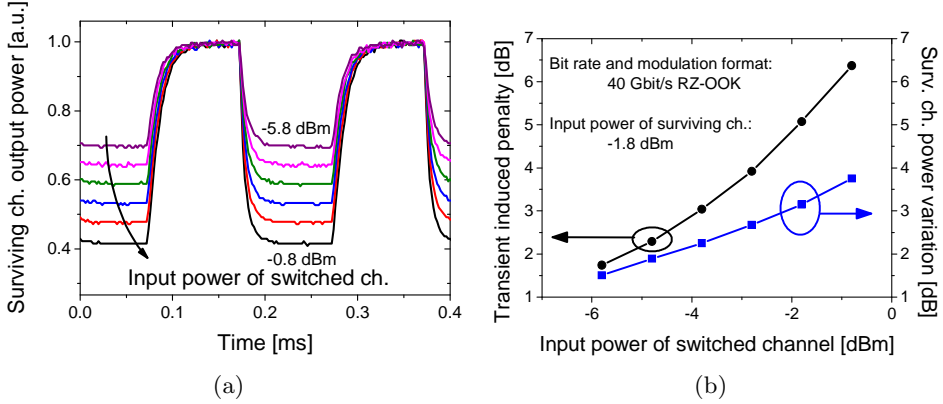 (a)
Surviving ch. output power [a.u.]
1.0
0.8
0.6
0.4
-5.8 dBm
-0.8 dBm
Input power of switched ch.
0.0 0.1 0.2 0.3 0.4
Time [ms]
(a)
(b)
Transient induced penalty [dB]
7
6
5
4
3
2
1
Bit rate and modulation format:
40 Gbit/s RZ-OOK
Input power of surviving ch.:
-1.8 dBm
7
6
5
4
3
2
1
Surv. ch. power variation [dB]
-6 -4 -2 0
Input power of switched channel [dBm]
(b)